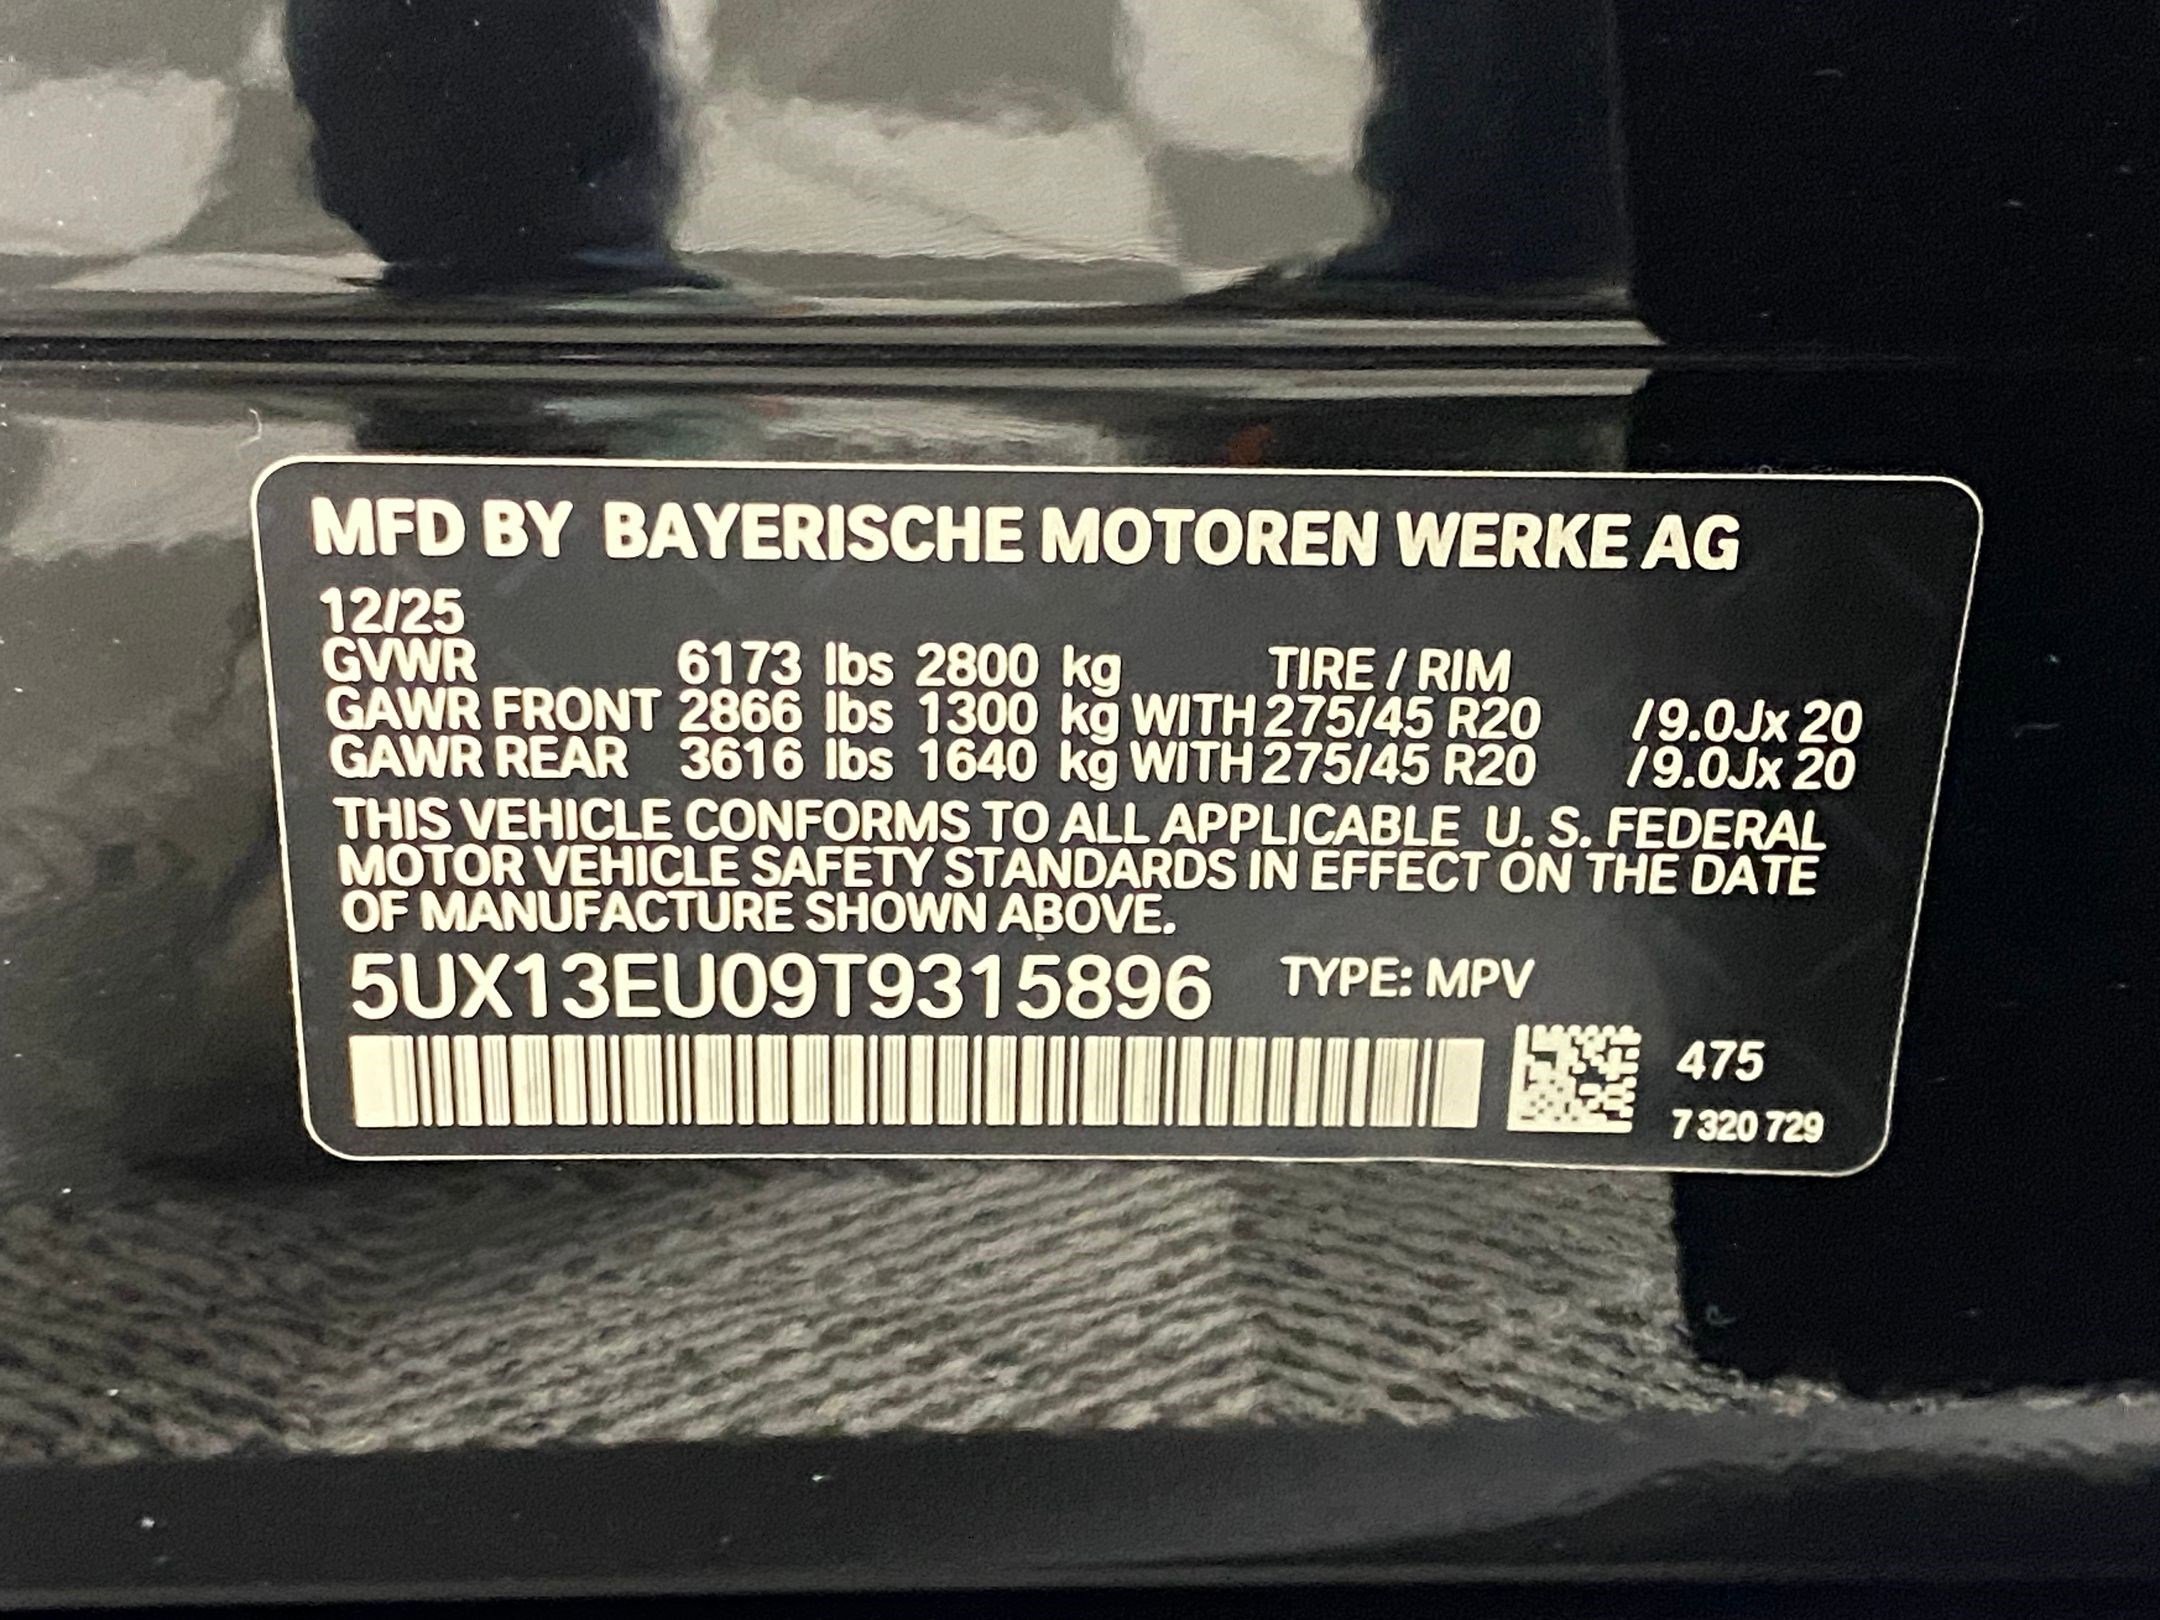 MFD BY BAYERISCHE MOTOREN WERKE AG
12/25
GVWR 6173 lbs 2800 kg TIRE / RIM
GAWR FRONT 2866 lbs 1300 kg WITH 275/45 R20 / 9.0Jx 20
GAWR REAR 3616 lbs 1640 kg WITH 275/45 R20 / 9.0Jx 20
THIS VEHICLE CONFORMS TO ALL APPLICABLE U. S. FEDERAL
MOTOR VEHICLE SAFETY STANDARDS IN EFFECT ON THE DATE
OF MANUFACTURE SHOWN ABOVE.
5UX13EU09T9315896 TYPE: MPV
475
7 320 729